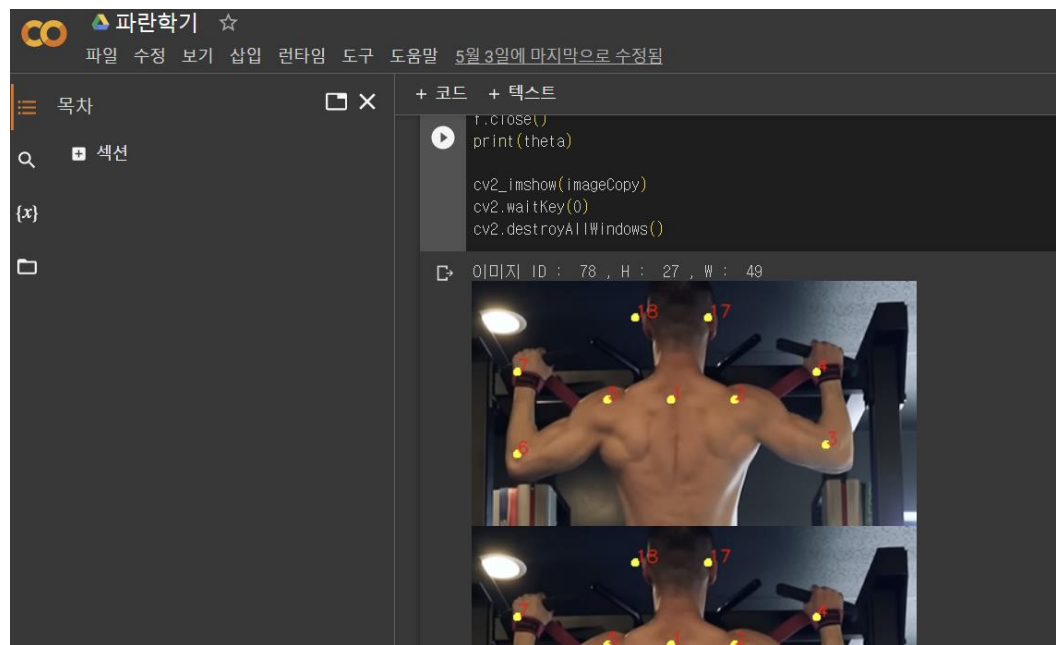 파란학기
파일 수정 보기 삽입 런타임 도구 도움말 5월 3일에 마지막으로 수정됨
목차
+ 코드 + 텍스트
섹션
{x}
f.close()
print(theta)
cv2_imshow(imageCopy)
cv2.waitKey(0)
cv2.destroyAllWindows()
이미지 ID : 78 , H : 27 , W : 49
18 17
7 4
5 1 2
6 3
18 17
7 4